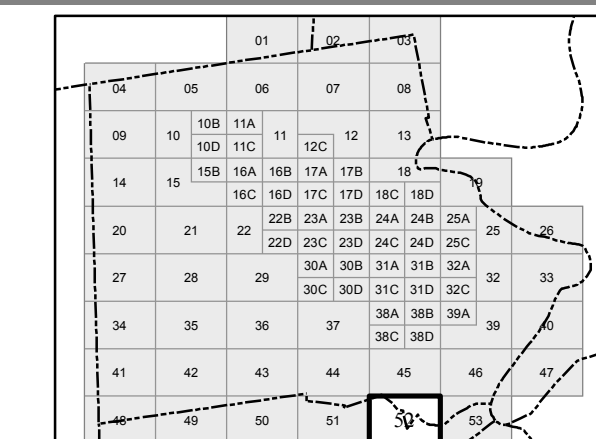 01 02 03
04 05 06 07 08
10B 11A
09 10 11 12 13
10D 11C 12C
15B 16A 16B 17A 17B 18
14 15 19
16C 16D 17C 17D 18C 18D
22B 23A 23B 24A 24B 25A
20 21 22 25 26
22D 23C 23D 24C 24D 25C
30A 30B 31A 31B 32A
27 28 29 32 33
30C 30D 31C 31D 32C
38A 38B 39A
34 35 36 37 39 40
38C 38D
41 42 43 44 45 46 47
48 49 50 51 52 53